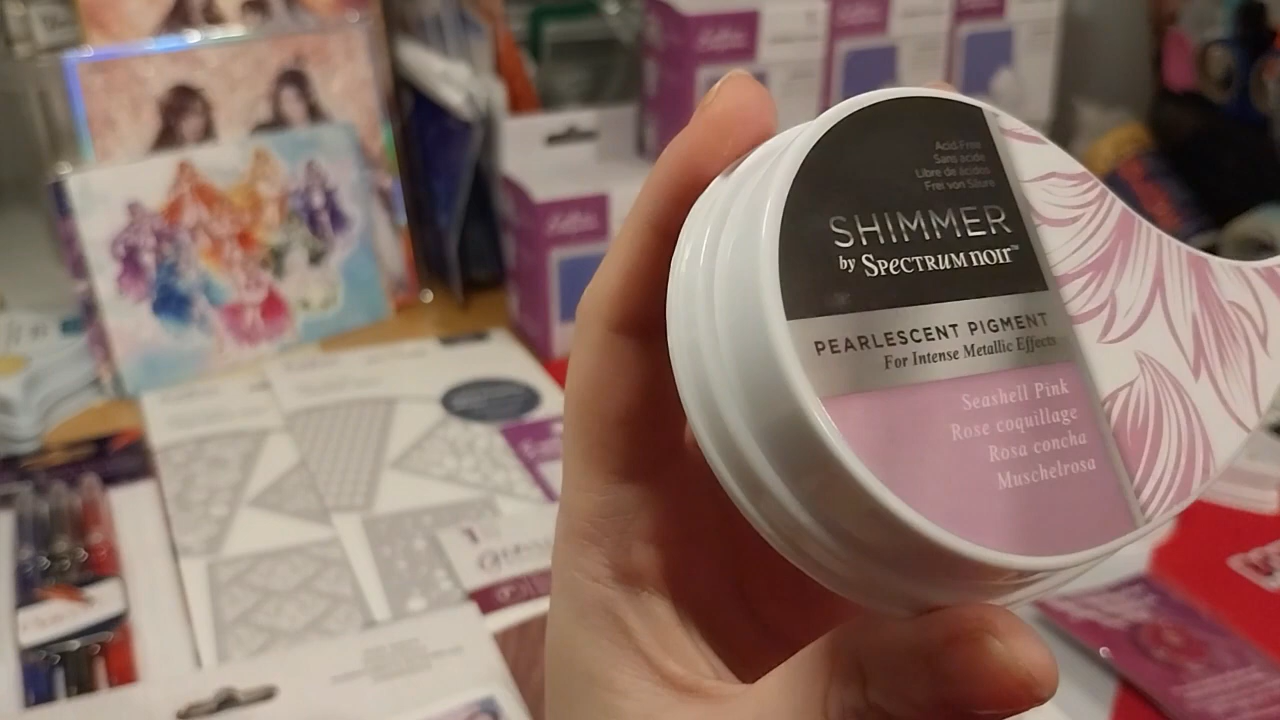 Acid-Free
Sans acide
Libre de ácidos
Frei von Säure
SHIMMER
by SPECTRUM NOIR™
PEARLESCENT PIGMENT
For Intense Metallic Effects
Seashell Pink
Rose coquillage
Rosa concha
Muschelrosa